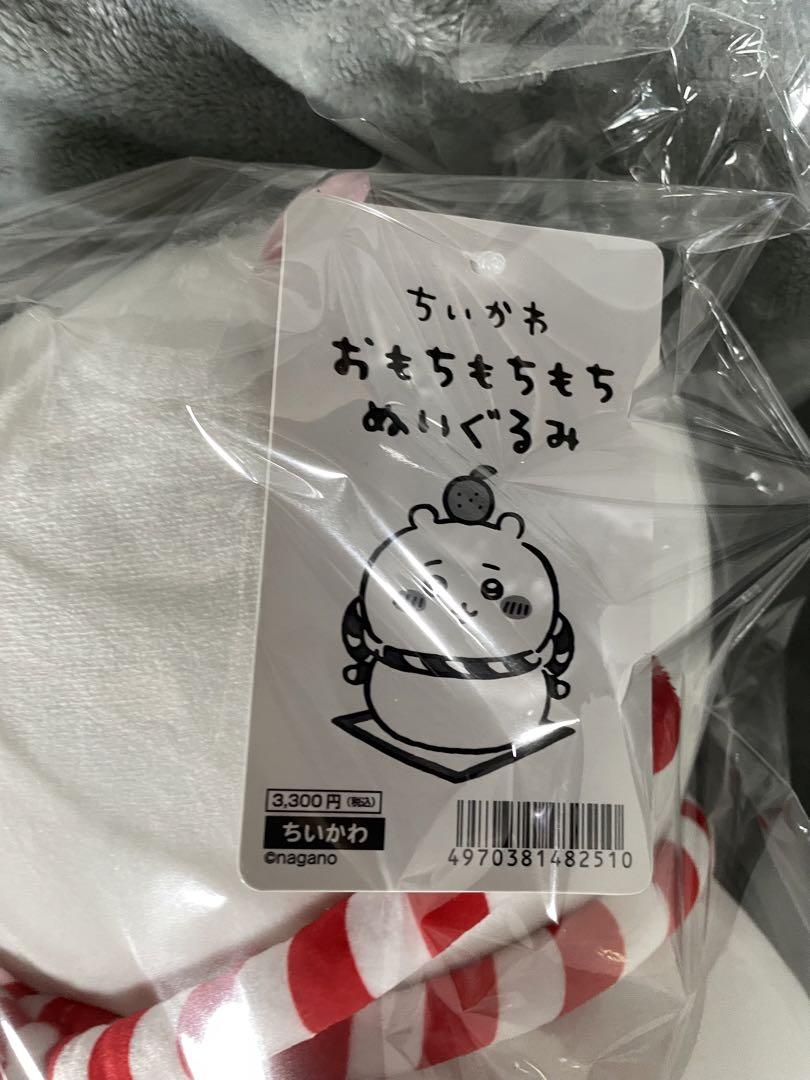 ちいかわ
おもちもちもち
ぬいぐるみ
3,300円(税込)
ちいかわ
©nagano
4970381482510